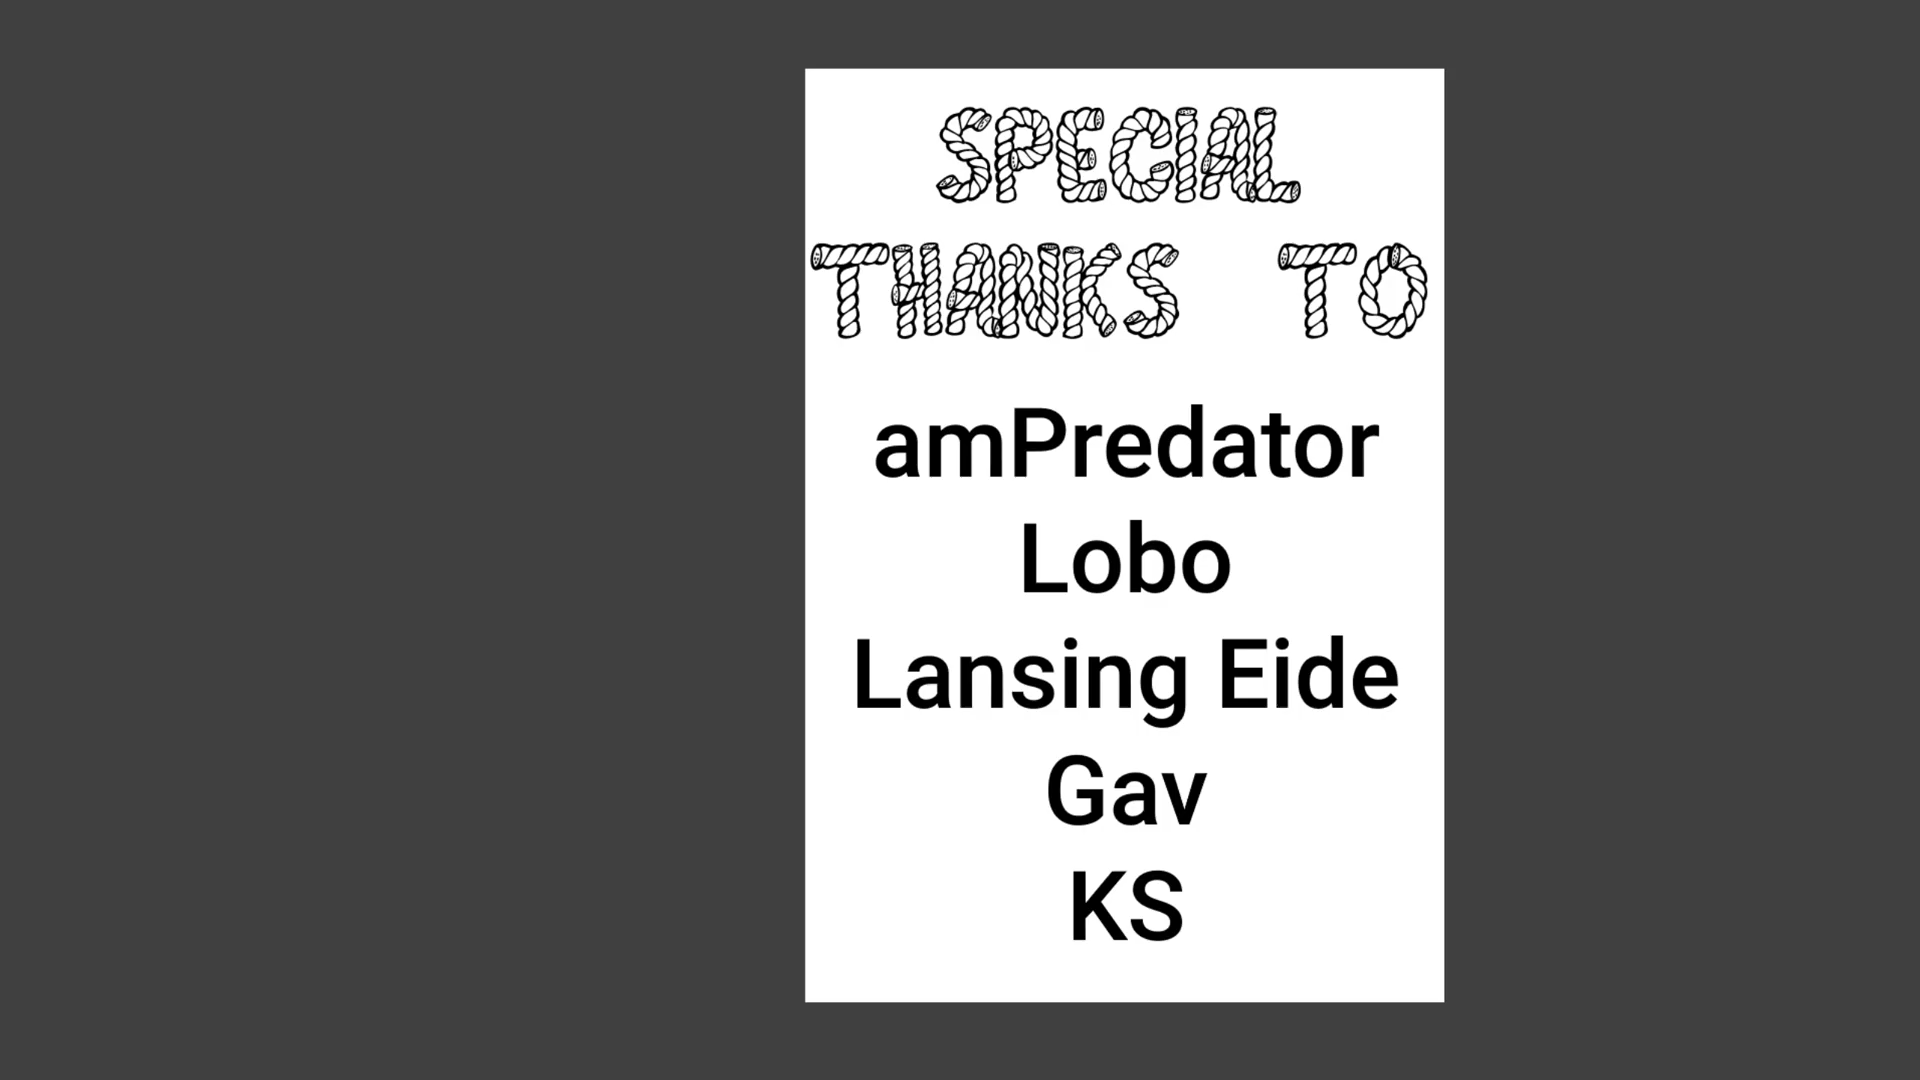 SPECIAL
THANKS TO
amPredator
Lobo
Lansing Eide
Gav
KS